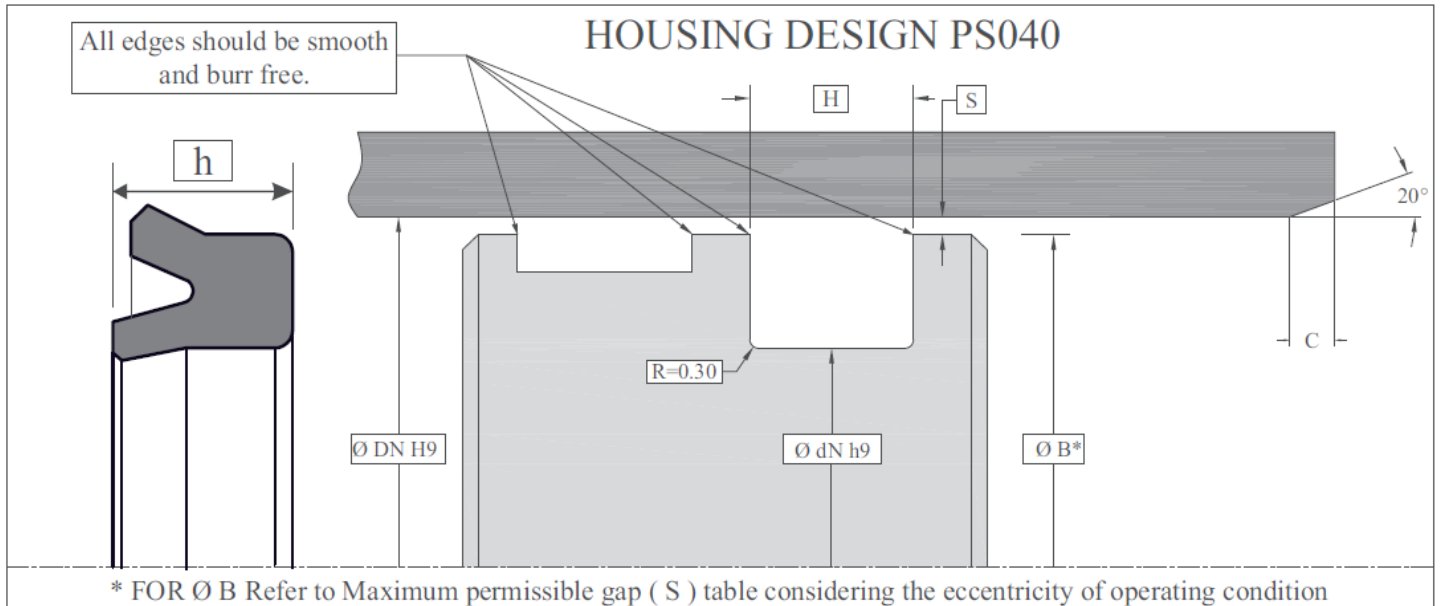 HOUSING DESIGN PS040
All edges should be smooth
and burr free.
H
S
h
20°
C
R=0.30
Ø DN H9
Ø dN h9
Ø B*
* FOR Ø B Refer to Maximum permissible gap ( S ) table considering the eccentricity of operating condition